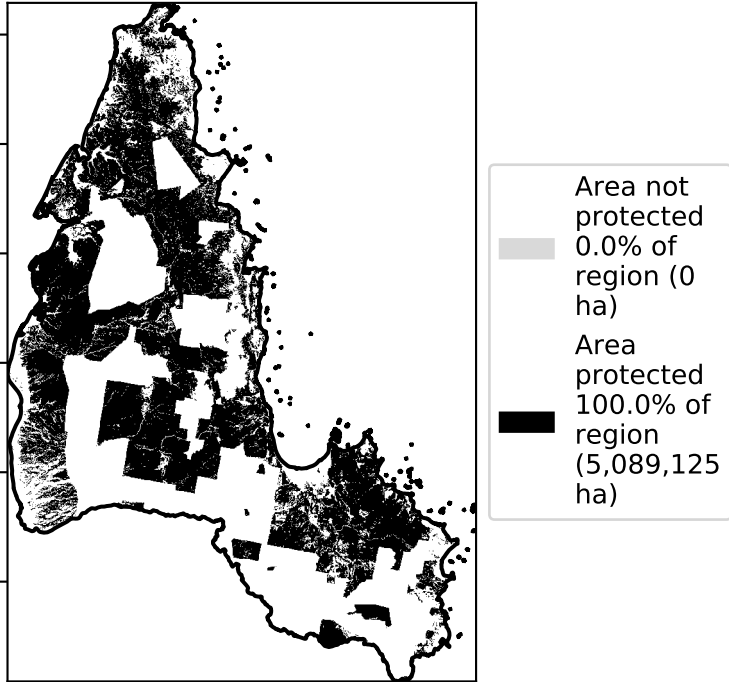 Area not
protected
0.0% of
region (0
ha)
Area
protected
100.0% of
region
(5,089,125
ha)